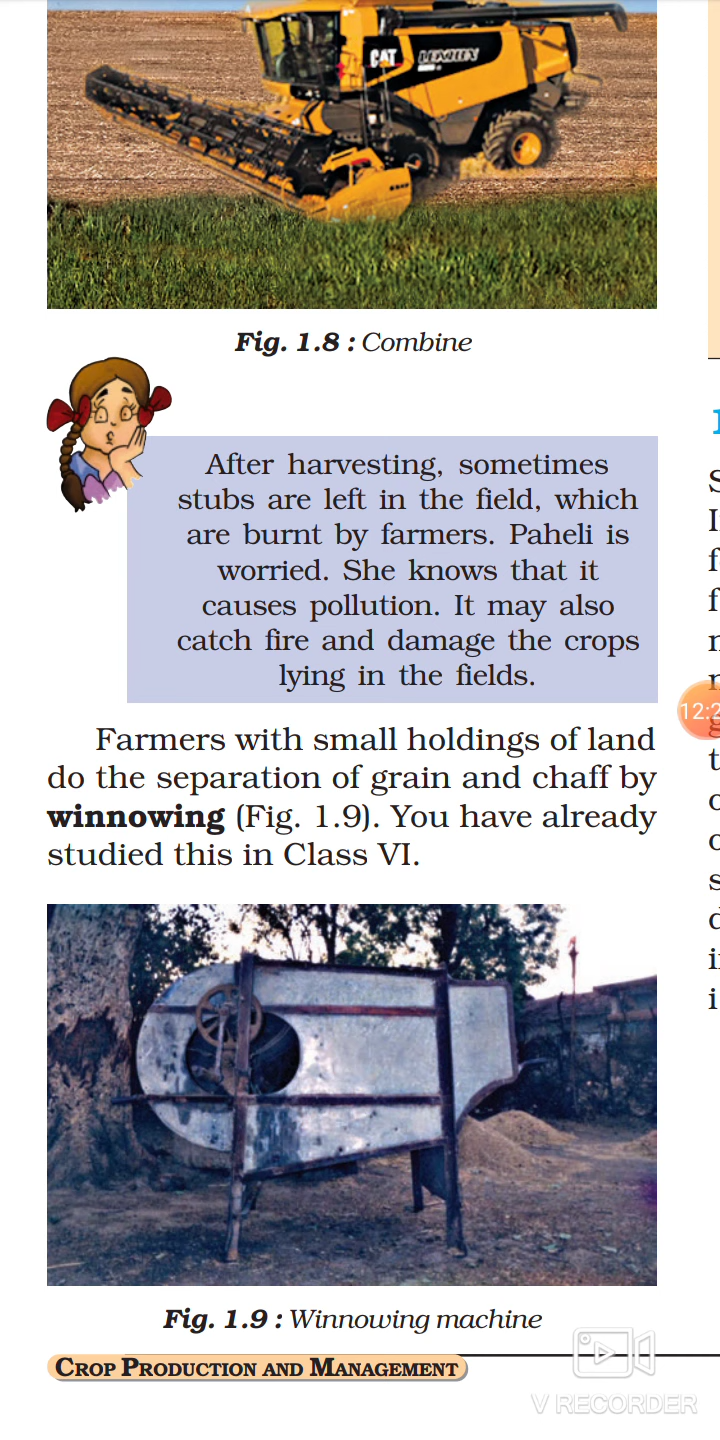 CAT LEXION
Fig. 1.8 : Combine
After harvesting, sometimes
stubs are left in the field, which
are burnt by farmers. Paheli is
worried. She knows that it
causes pollution. It may also
catch fire and damage the crops
lying in the fields.
Farmers with small holdings of land
do the separation of grain and chaff by
winnowing (Fig. 1.9). You have already
studied this in Class VI.
Fig. 1.9 : Winnowing machine
CROP PRODUCTION AND MANAGEMENT
V RECORDER
12:2